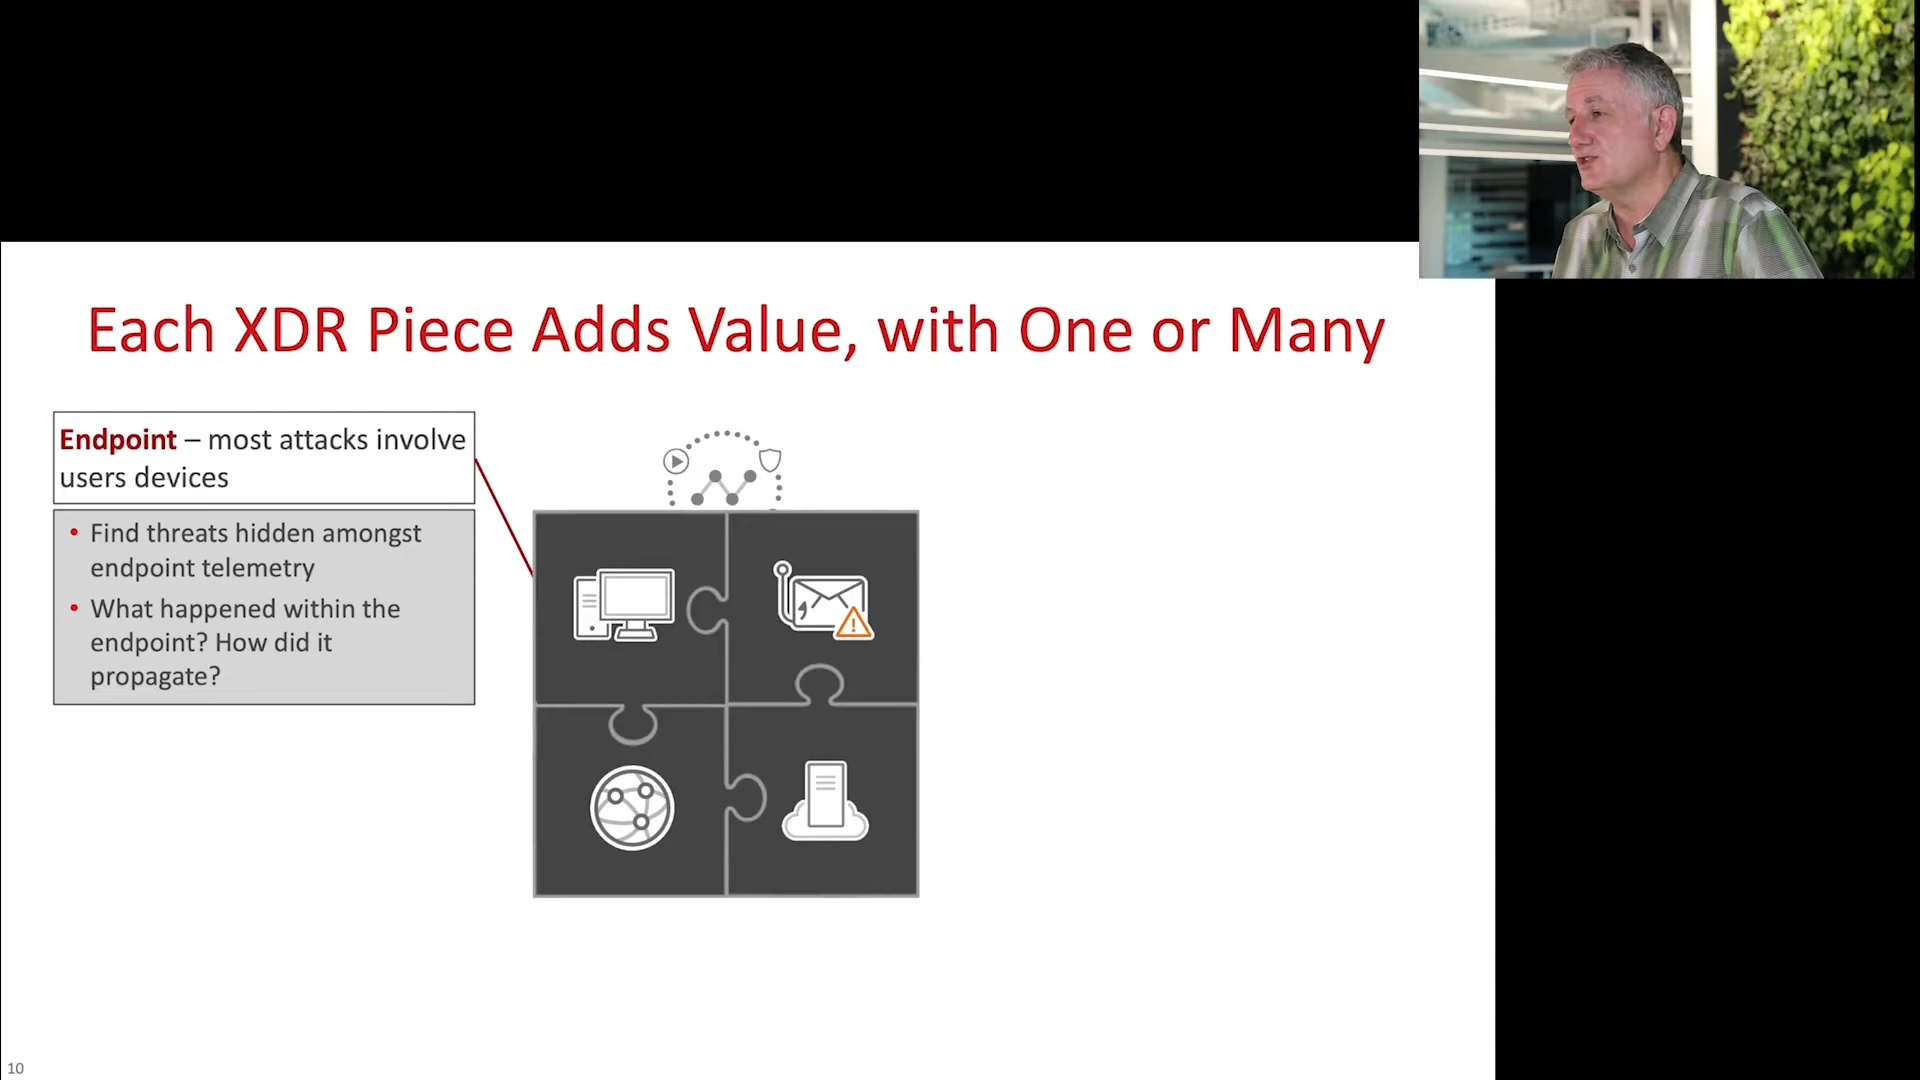 Each XDR Piece Adds Value, with One or Many
Endpoint – most attacks involve
users devices
• Find threats hidden amongst
endpoint telemetry
• What happened within the
endpoint? How did it
propagate?
10